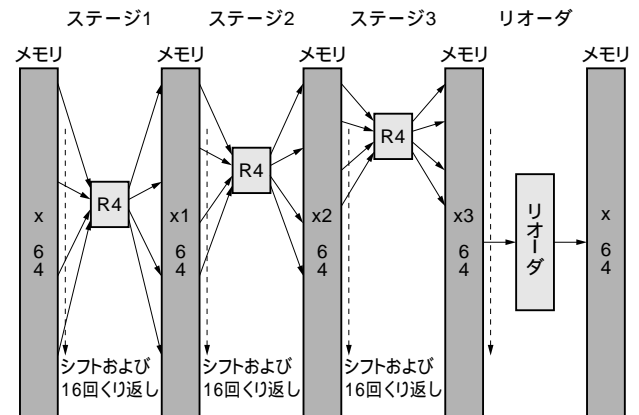 ステージ1 ステージ2 ステージ3 リオーダ
メモリ メモリ メモリ メモリ メモリ
R4
R4
R4
x
64
x1
64
x2
64
x3
64
リオーダ
x
64
シフトおよび
16回くり返し
シフトおよび
16回くり返し
シフトおよび
16回くり返し